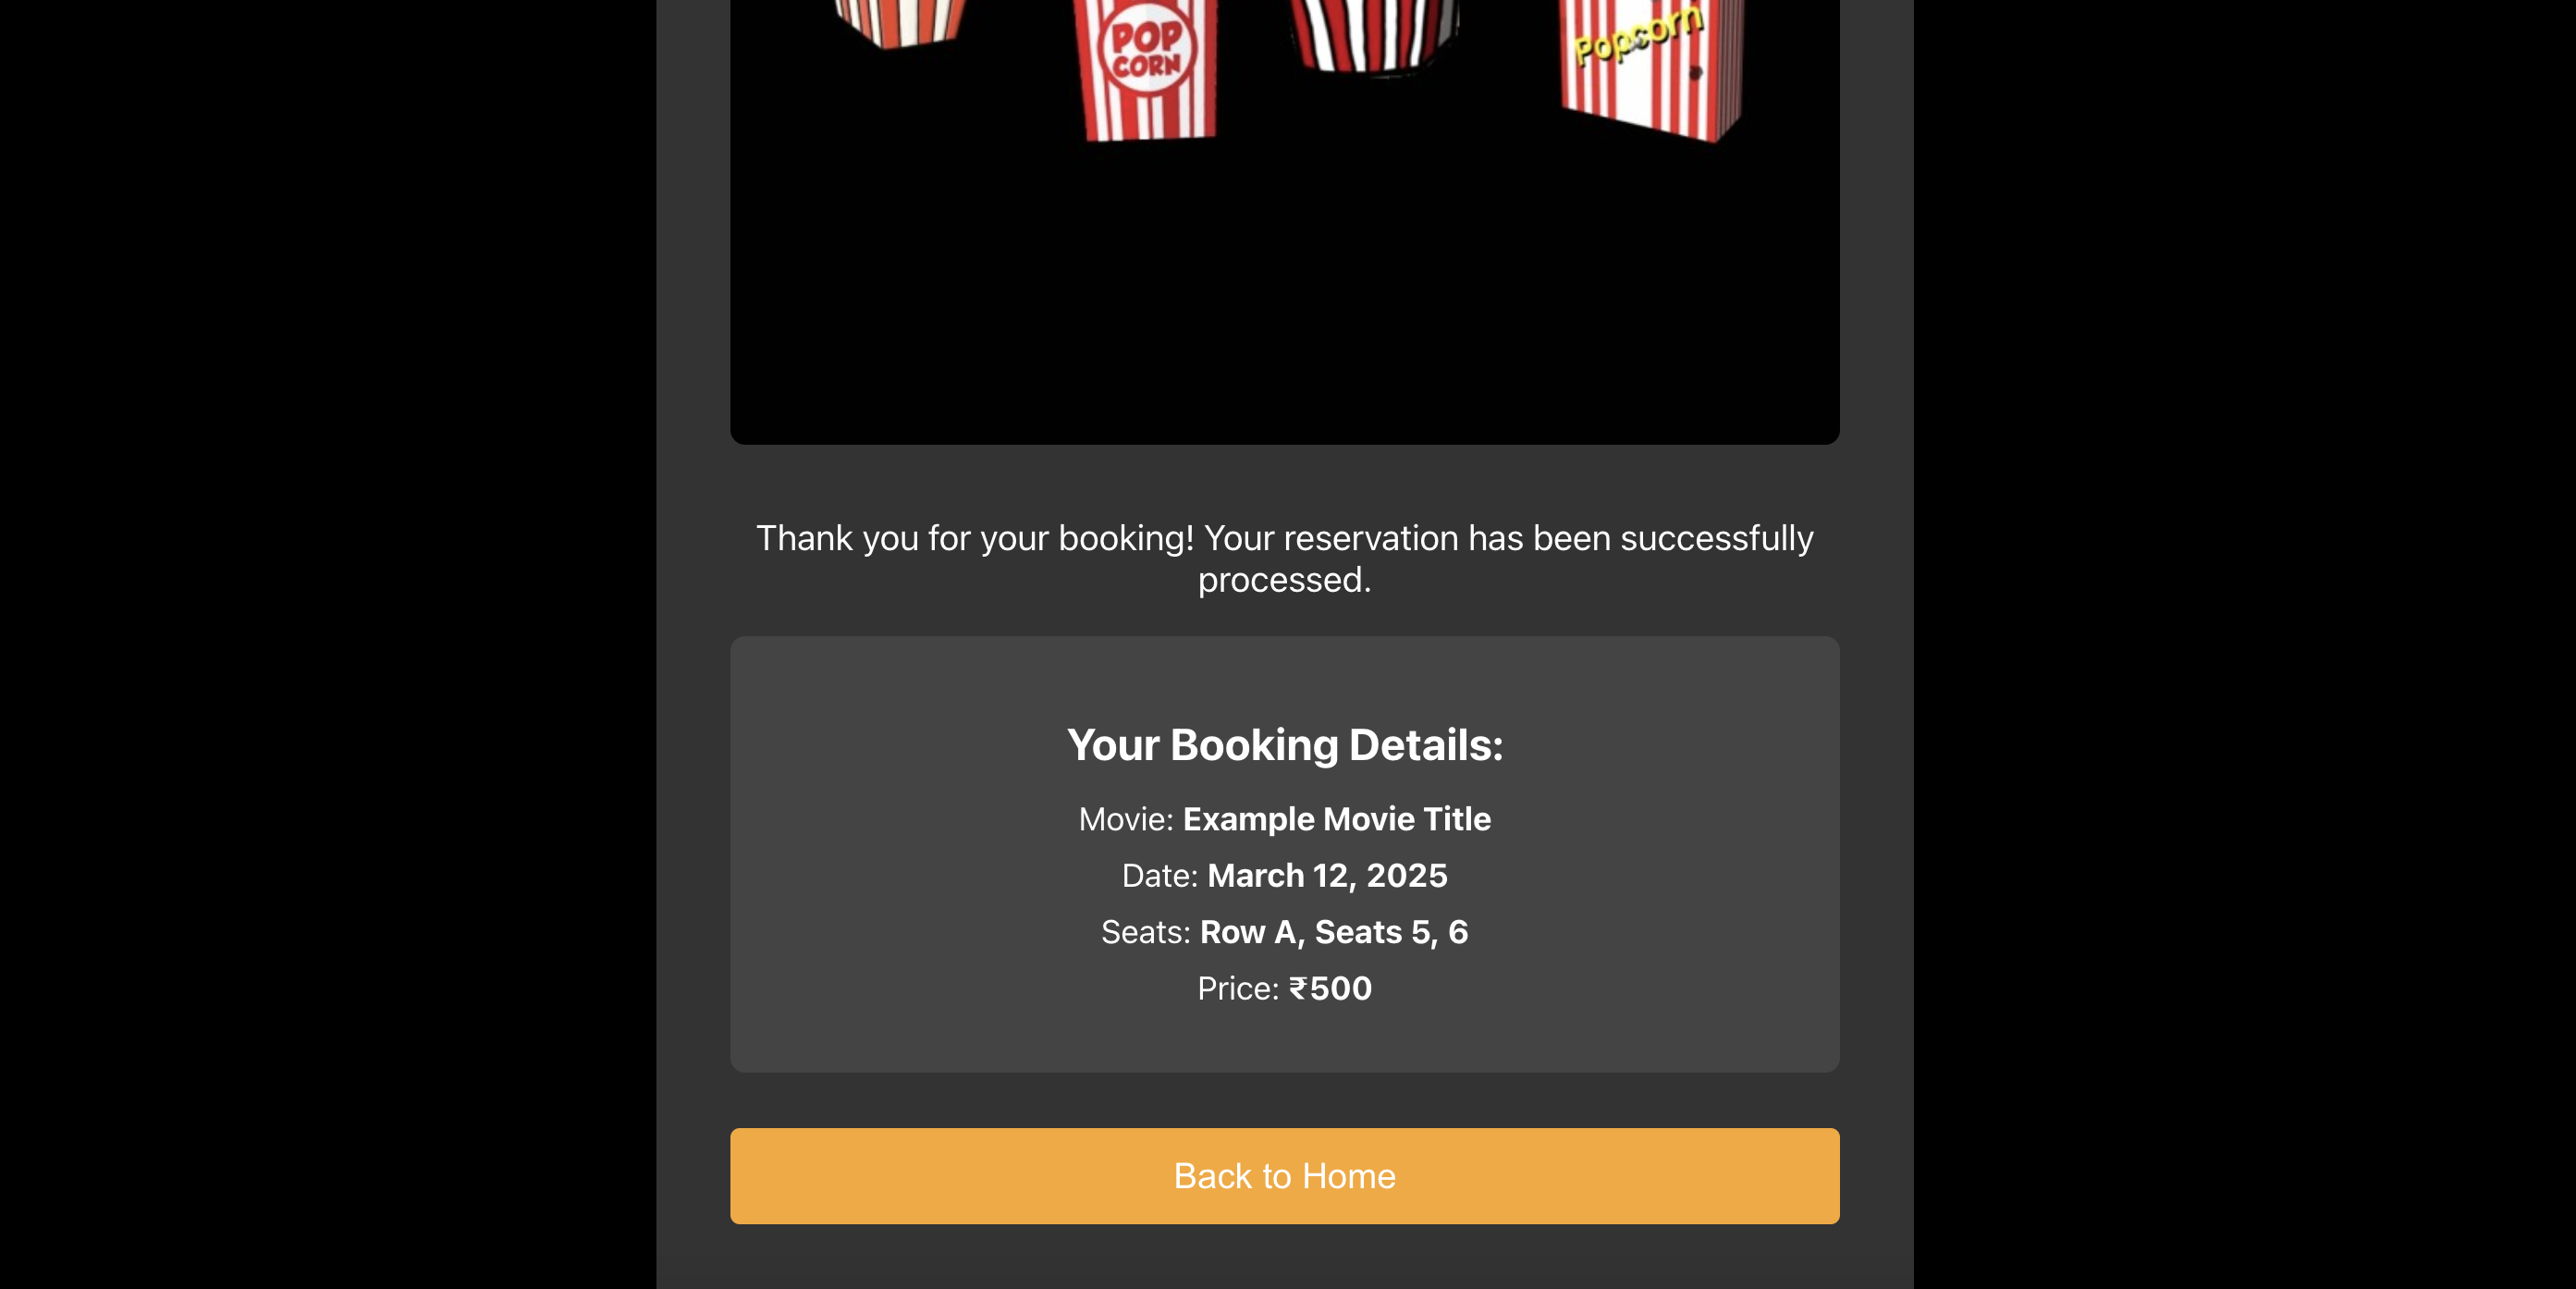 POP
CORN
Popcorn
Thank you for your booking! Your reservation has been successfully
processed.
Your Booking Details:
Movie: Example Movie Title
Date: March 12, 2025
Seats: Row A, Seats 5, 6
Price: ₹500
Back to Home